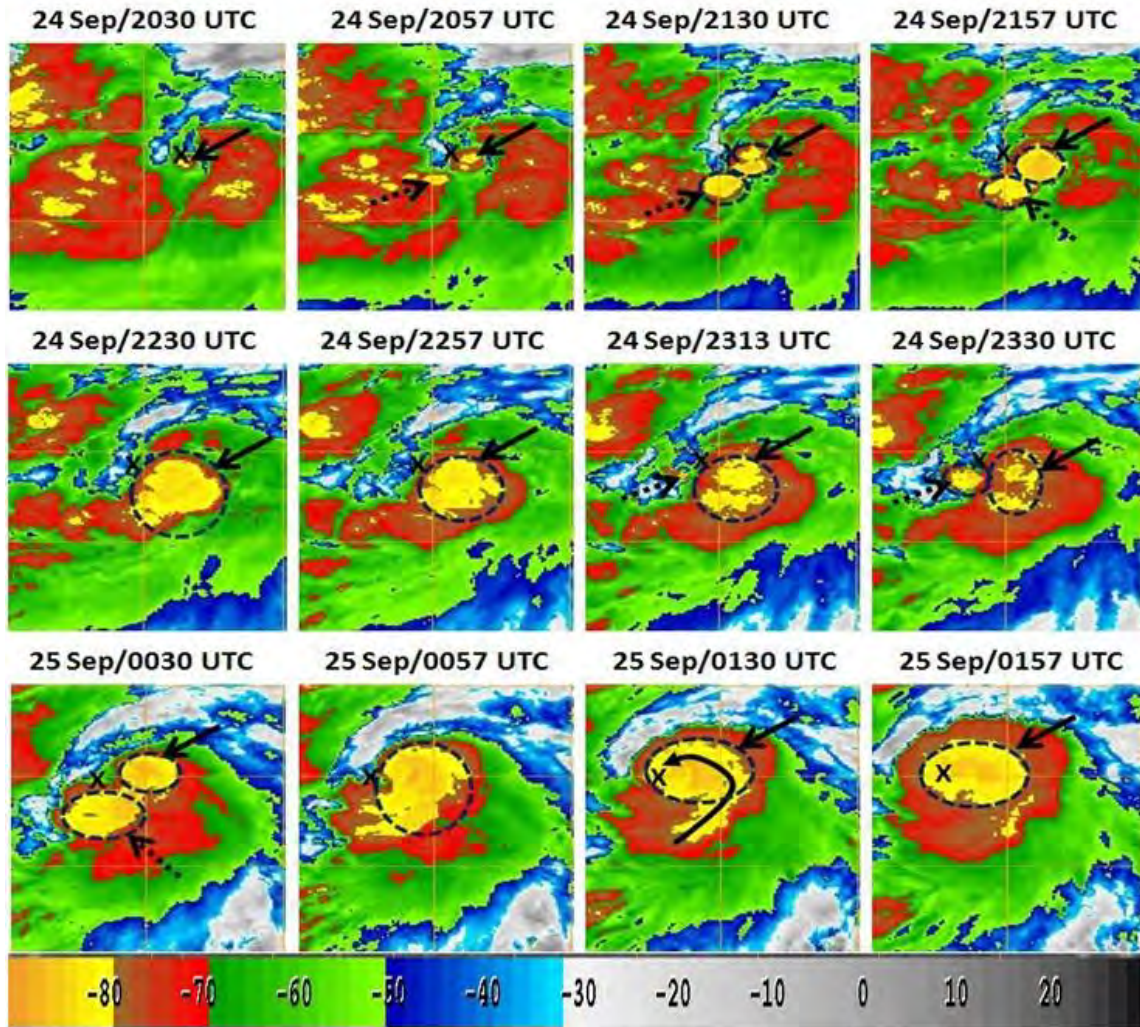 24 Sep/2030 UTC 24 Sep/2057 UTC 24 Sep/2130 UTC 24 Sep/2157 UTC
X X X X
24 Sep/2230 UTC 24 Sep/2257 UTC 24 Sep/2313 UTC 24 Sep/2330 UTC
X X X X
25 Sep/0030 UTC 25 Sep/0057 UTC 25 Sep/0130 UTC 25 Sep/0157 UTC
X X X X
-80 -70 -60 -50 -40 -30 -20 -10 0 10 20